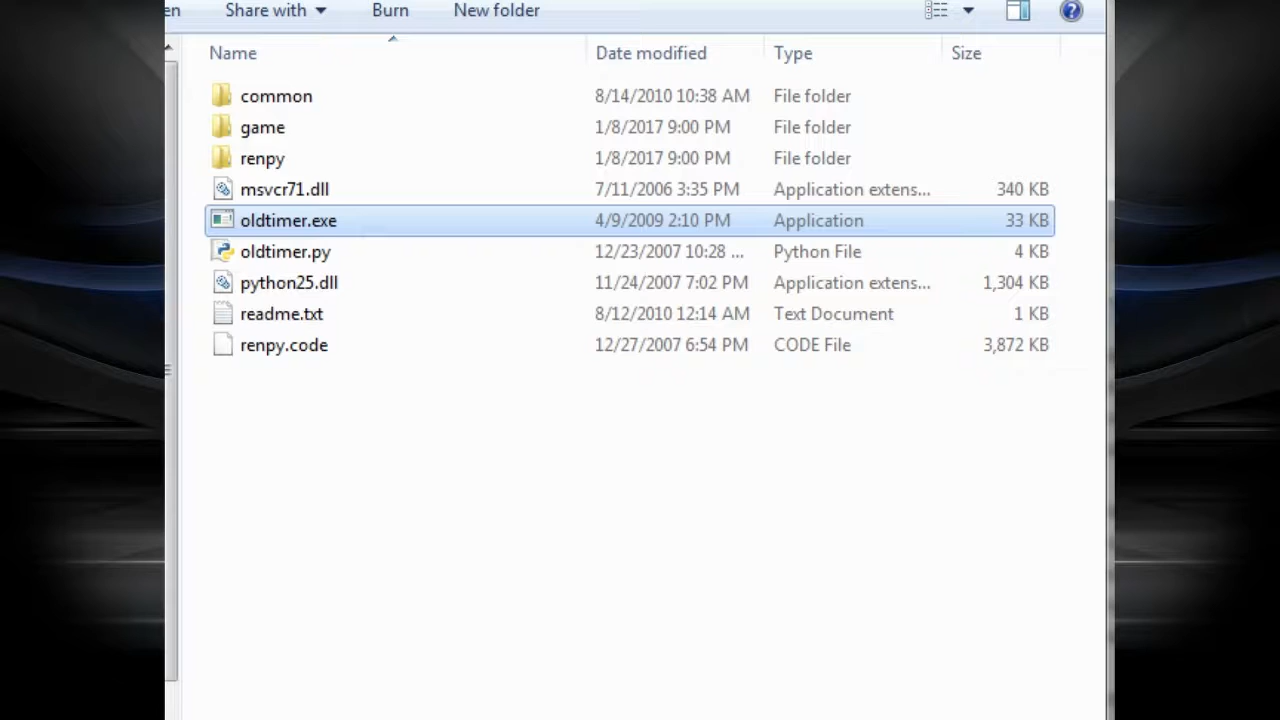 en Share with Burn New folder
Name Date modified Type Size
common 8/14/2010 10:38 AM File folder
game 1/8/2017 9:00 PM File folder
renpy 1/8/2017 9:00 PM File folder
msvcr71.dll 7/11/2006 3:35 PM Application extens... 340 KB
oldtimer.exe 4/9/2009 2:10 PM Application 33 KB
oldtimer.py 12/23/2007 10:28 ... Python File 4 KB
python25.dll 11/24/2007 7:02 PM Application extens... 1,304 KB
readme.txt 8/12/2010 12:14 AM Text Document 1 KB
renpy.code 12/27/2007 6:54 PM CODE File 3,872 KB